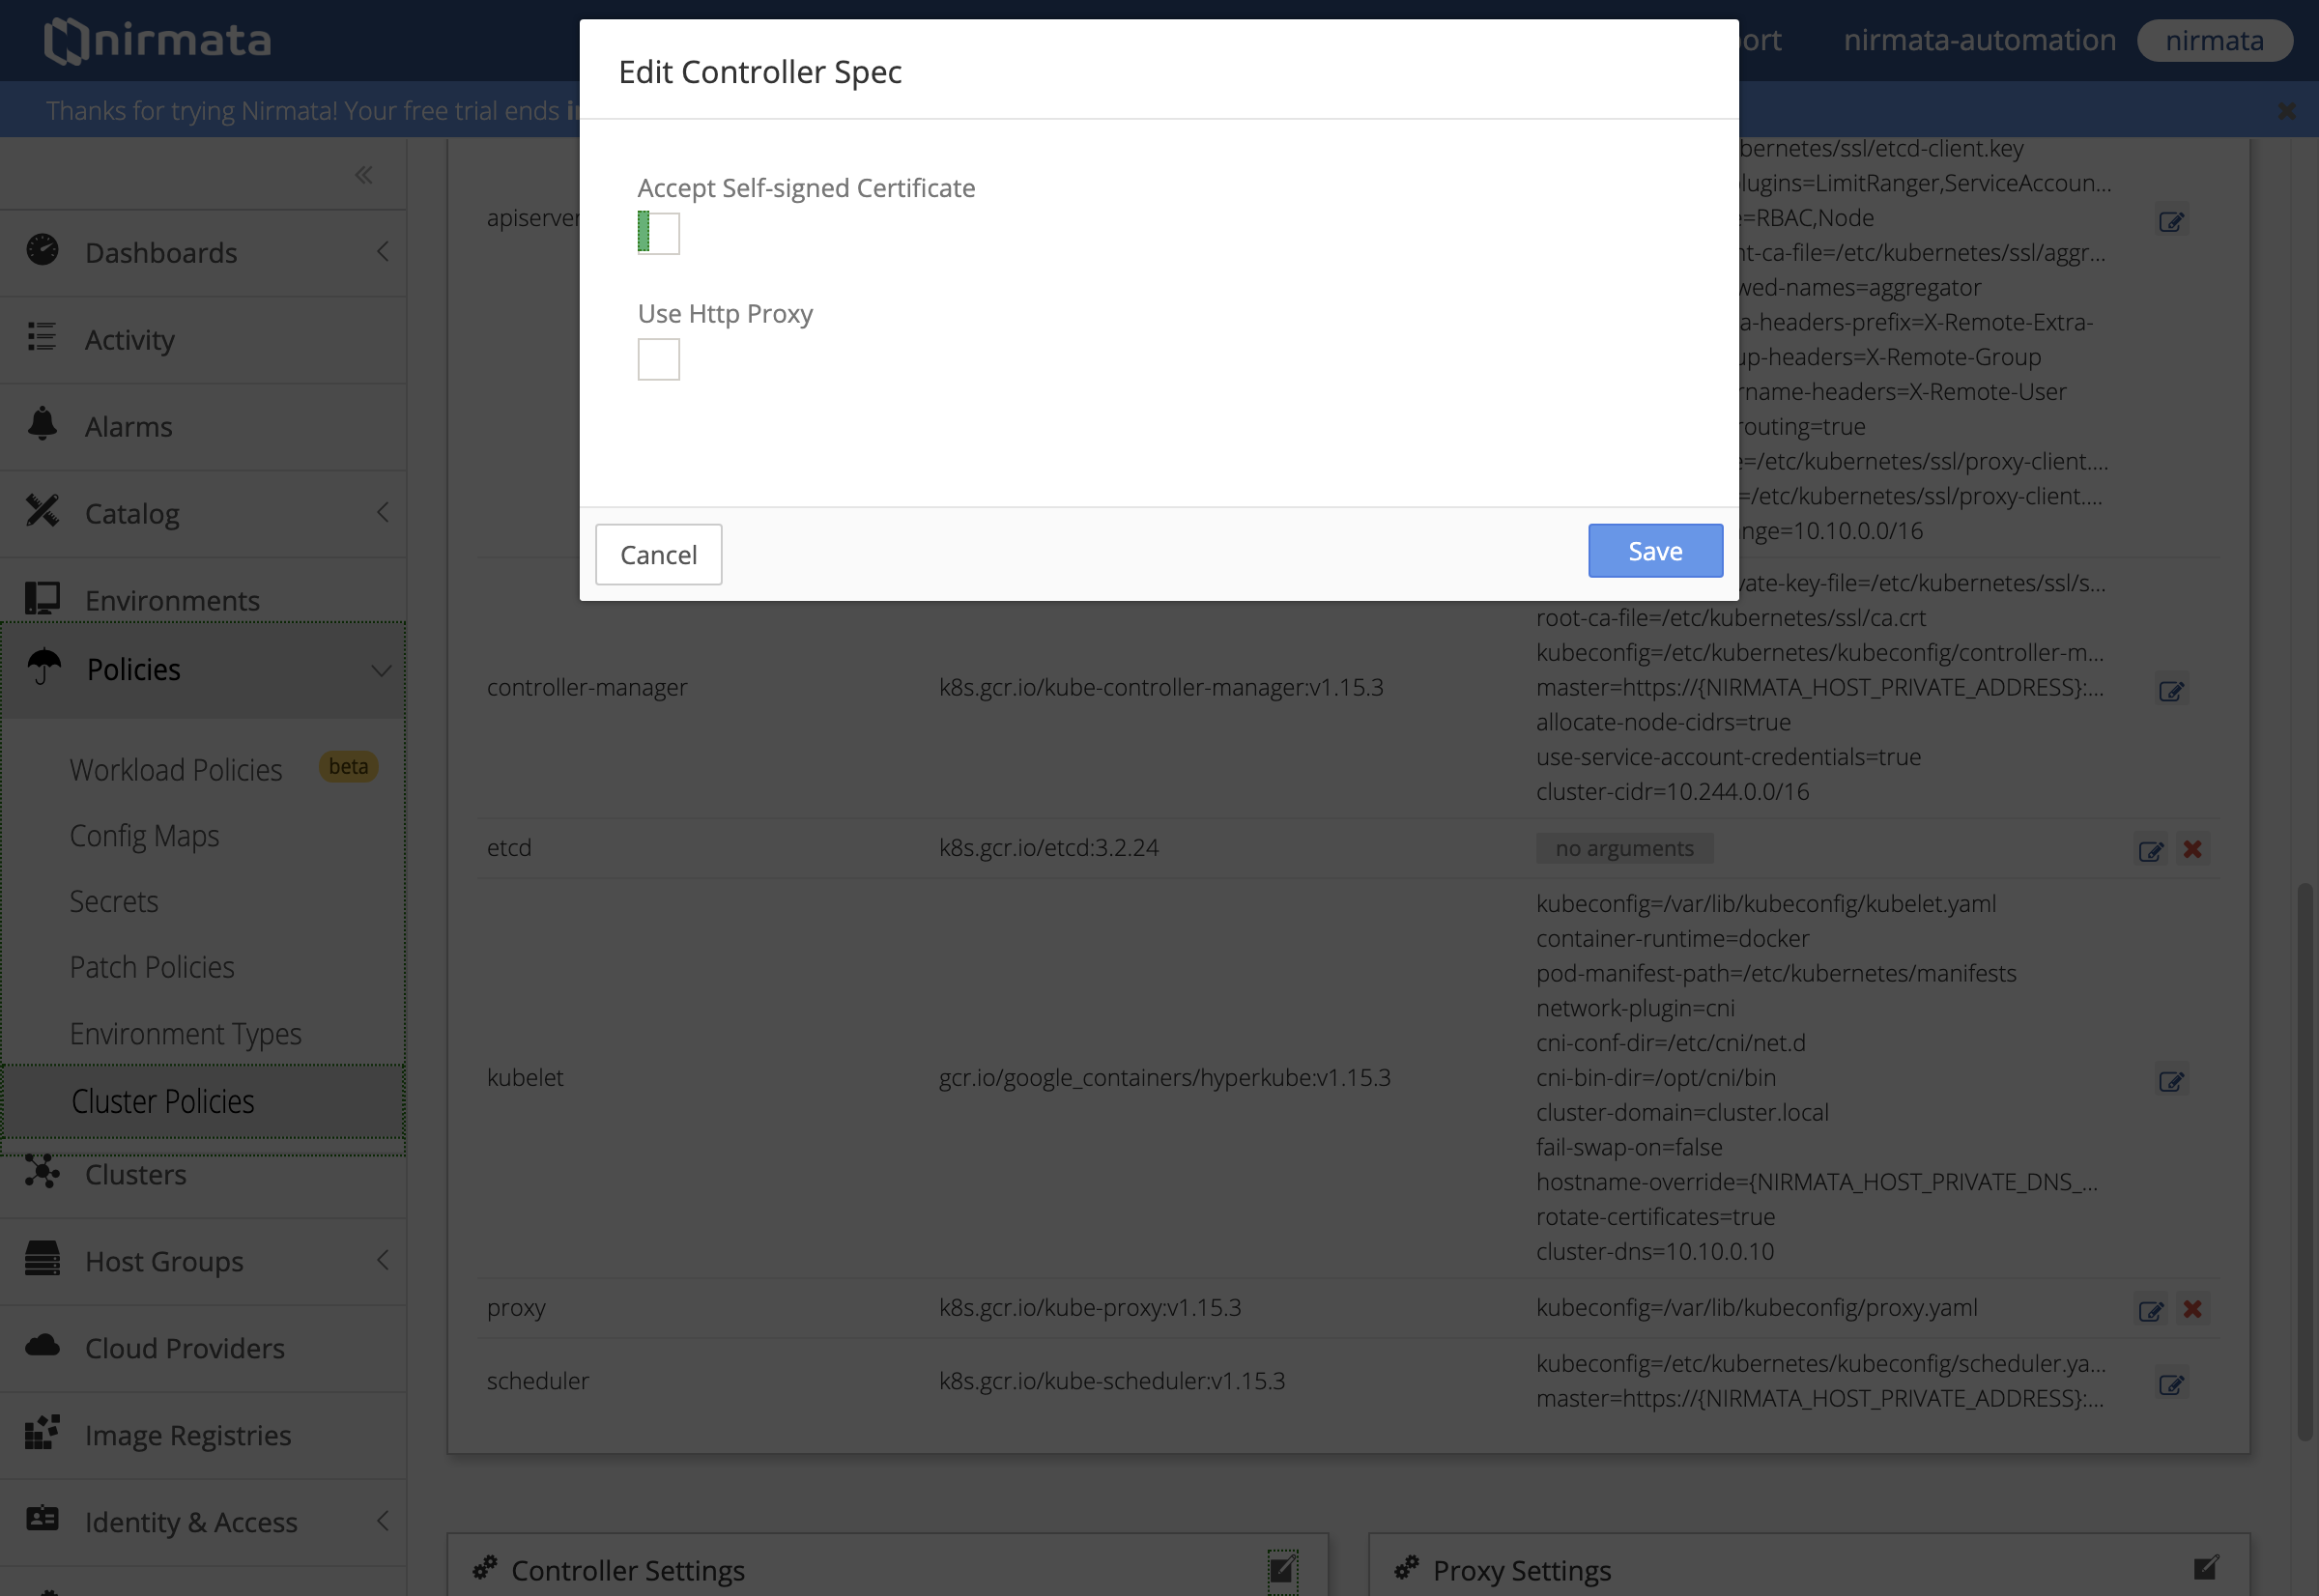 nirmata
Edit Controller Spec
nirmata-automation
nirmata
Thanks for trying Nirmata! Your free trial ends
Accept Self-signed Certificate
Use Http Proxy
Cancel
Save
Dashboards
Activity
Alarms
Catalog
Environments
Policies
Workload Policies
beta
Config Maps
Secrets
Patch Policies
Environment Types
Cluster Policies
Clusters
Host Groups
Cloud Providers
Image Registries
Identity & Access
apiserver
bernetes/ssl/etcd-client.key
lugins=LimitRanger,ServiceAccoun...
=RBAC,Node
nt-ca-file=/etc/kubernetes/ssl/aggr...
wed-names=aggregator
a-headers-prefix=X-Remote-Extra-
up-headers=X-Remote-Group
rname-headers=X-Remote-User
routing=true
=/etc/kubernetes/ssl/proxy-client....
=/etc/kubernetes/ssl/proxy-client....
nge=10.10.0.0/16
controller-manager
k8s.gcr.io/kube-controller-manager:v1.15.3
vate-key-file=/etc/kubernetes/ssl/s...
root-ca-file=/etc/kubernetes/ssl/ca.crt
kubeconfig=/etc/kubernetes/kubeconfig/controller-m...
master=https://{NIRMATA_HOST_PRIVATE_ADDRESS}:...
allocate-node-cidrs=true
use-service-account-credentials=true
cluster-cidr=10.244.0.0/16
etcd
k8s.gcr.io/etcd:3.2.24
no arguments
kubelet
gcr.io/google_containers/hyperkube:v1.15.3
kubeconfig=/var/lib/kubeconfig/kubelet.yaml
container-runtime=docker
pod-manifest-path=/etc/kubernetes/manifests
network-plugin=cni
cni-conf-dir=/etc/cni/net.d
cni-bin-dir=/opt/cni/bin
cluster-domain=cluster.local
fail-swap-on=false
hostname-override={NIRMATA_HOST_PRIVATE_DNS_...
rotate-certificates=true
cluster-dns=10.10.0.10
proxy
k8s.gcr.io/kube-proxy:v1.15.3
kubeconfig=/var/lib/kubeconfig/proxy.yaml
scheduler
k8s.gcr.io/kube-scheduler:v1.15.3
kubeconfig=/etc/kubernetes/kubeconfig/scheduler.ya...
master=https://{NIRMATA_HOST_PRIVATE_ADDRESS}:...
Controller Settings
Proxy Settings